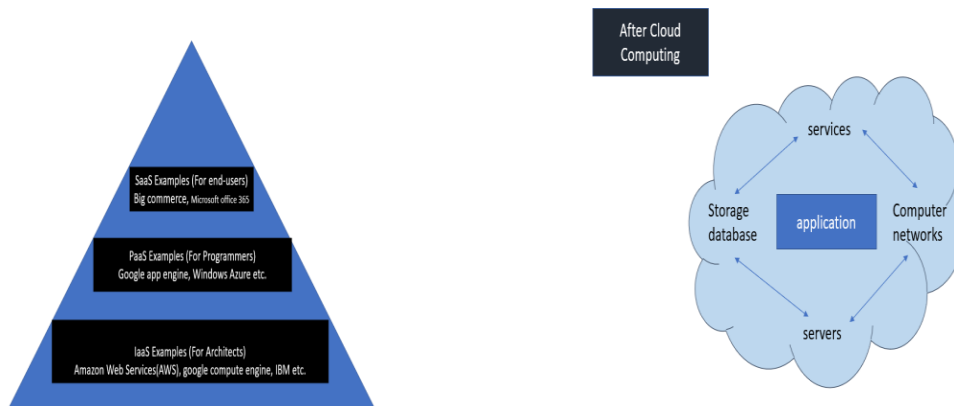 SaaS Examples (For end-users)
Big commerce, Microsoft office 365
PaaS Examples (For Programmers)
Google app engine, Windows Azure etc.
IaaS Examples (For Architects)
Amazon Web Services(AWS), google compute engine, IBM etc.
After Cloud
Computing
services
Storage
database
application
Computer
networks
servers